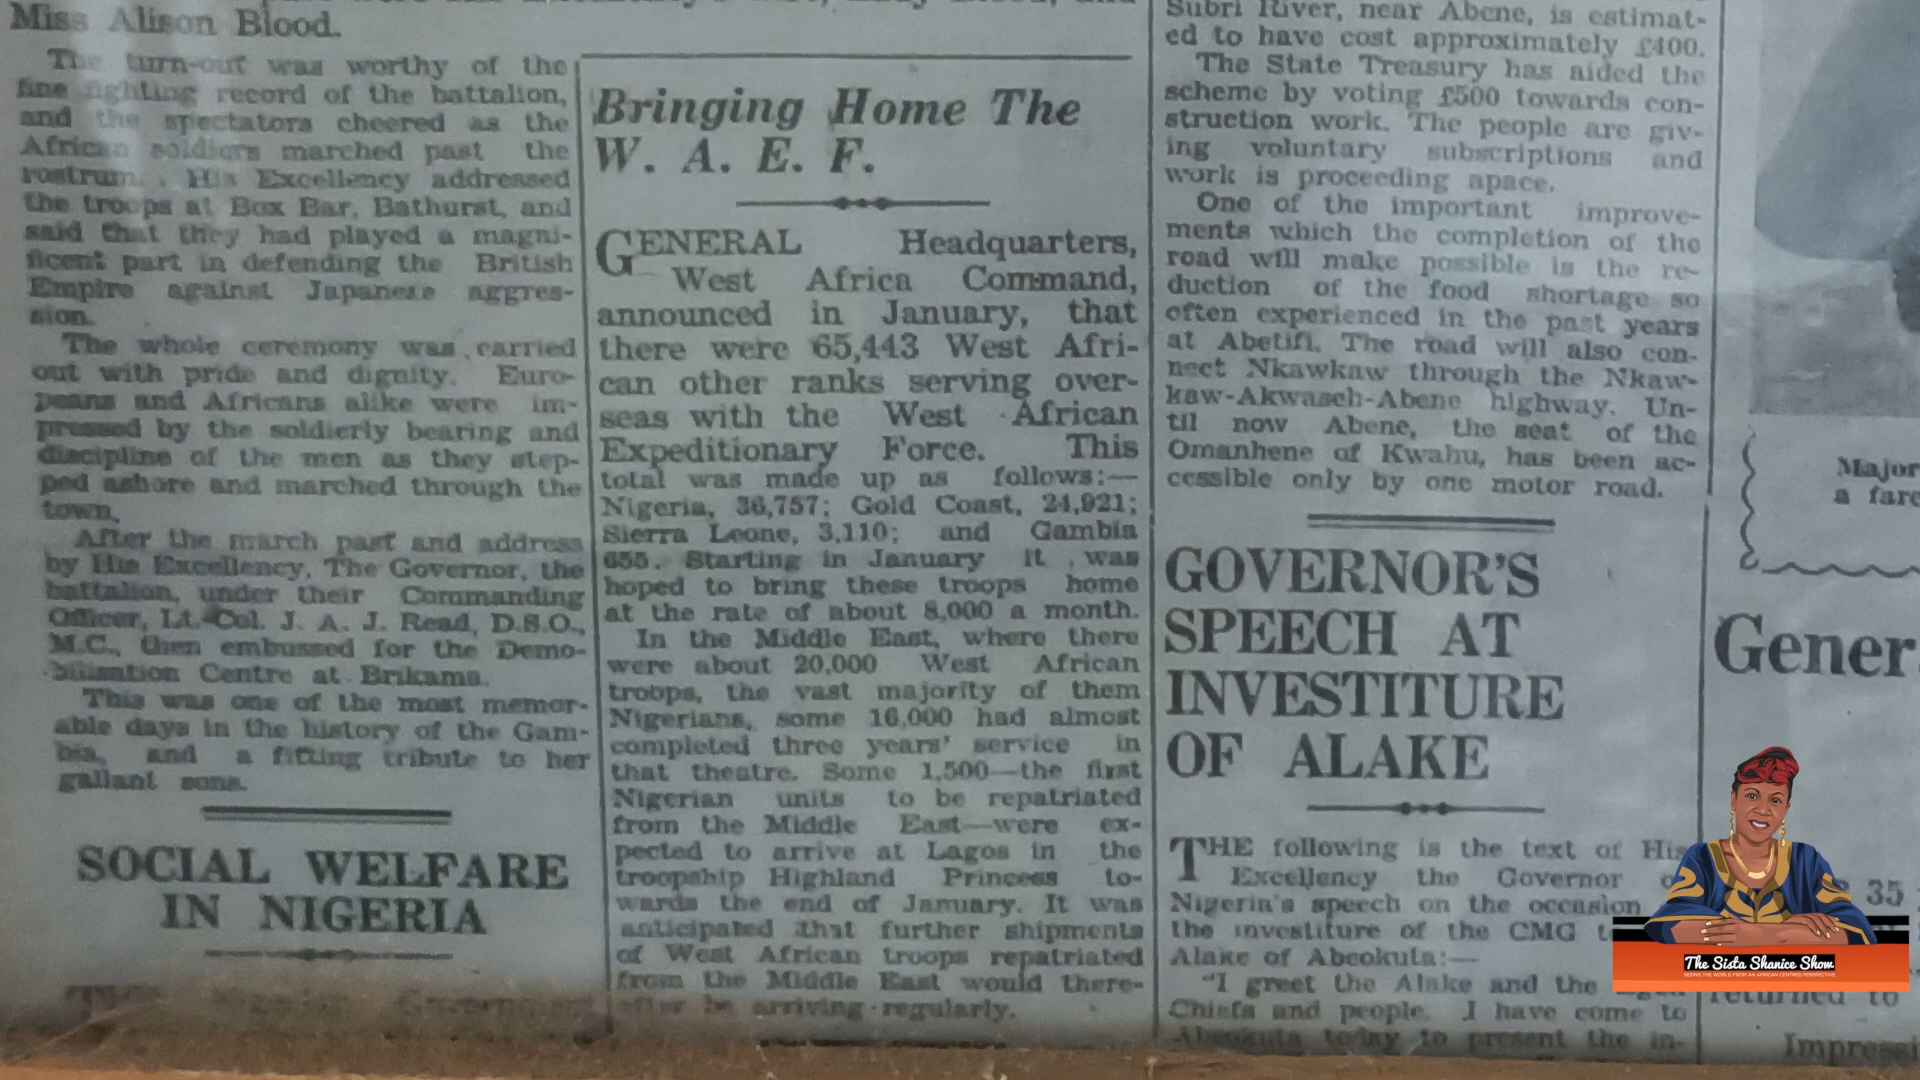 Miss Alison Blood.
The turn-out was worthy of the
fine fighting record of the battalion,
and the spectators cheered as the
African soldiers marched past the
rostrum. His Excellency addressed
the troops at Box Bar, Bathurst, and
said that they had played a magni-
ficent part in defending the British
Empire against Japanese aggres-
sion.
The whole ceremony was carried
out with pride and dignity. Euro-
peans and Africans alike were im-
pressed by the soldierly bearing and
discipline of the men as they step-
ped ashore and marched through the
town.
After the march past and address
by His Excellency, The Governor, the
battalion, under their Commanding
Officer, Lt.-Col. J. A. J. Read, D.S.O.,
M.C., then embussed for the Demo-
bilisation Centre at Brikama.
This was one of the most memor-
able days in the history of the Gam-
bia, and a fitting tribute to her
gallant sons.
SOCIAL WELFARE
IN NIGERIA
Bringing Home The
W. A. E. F.
GENERAL Headquarters,
West Africa Command,
announced in January, that
there were 65,443 West Afri-
can other ranks serving over-
seas with the West African
Expeditionary Force. This
total was made up as follows:—
Nigeria, 36,757; Gold Coast, 24,921;
Sierra Leone, 3,110; and Gambia
655. Starting in January it was
hoped to bring these troops home
at the rate of about 8,000 a month.
In the Middle East, where there
were about 20,000 West African
troops, the vast majority of them
Nigerians, some 16,000 had almost
completed three years' service in
that theatre. Some 1,500—the first
Nigerian units to be repatriated
from the Middle East—were ex-
pected to arrive at Lagos in the
troopship Highland Princess to-
wards the end of January. It was
anticipated that further shipments
of West African troops repatriated
from the Middle East would there-
after be arriving regularly.
Subri River, near Abene, is estimat-
ed to have cost approximately £400.
The State Treasury has aided the
scheme by voting £500 towards con-
struction work. The people are giv-
ing voluntary subscriptions and
work is proceeding apace.
One of the important improve-
ments which the completion of the
road will make possible is the re-
duction of the food shortage so
often experienced in the past years
at Abetifi. The road will also con-
nect Nkawkaw through the Nkaw-
kaw-Akwaseh-Abene highway. Un-
til now Abene, the seat of the
Omanhene of Kwahu, has been ac-
cessible only by one motor road.
GOVERNOR'S
SPEECH AT
INVESTITURE
OF ALAKE
THE following is the text of His
Excellency the Governor
Nigeria's speech on the occasion
the investiture of the CMG
Alake of Abeokuta:—
"I greet the Alake and the
Chiefs and people. I have come to
Abeokuta today to present the in-
Major
a fare
Gener
35
returned to
Impressi
The Sista Shanice Show
SEEING THE WORLD FROM AN AFRICAN CENTRED PERSPECTIVE